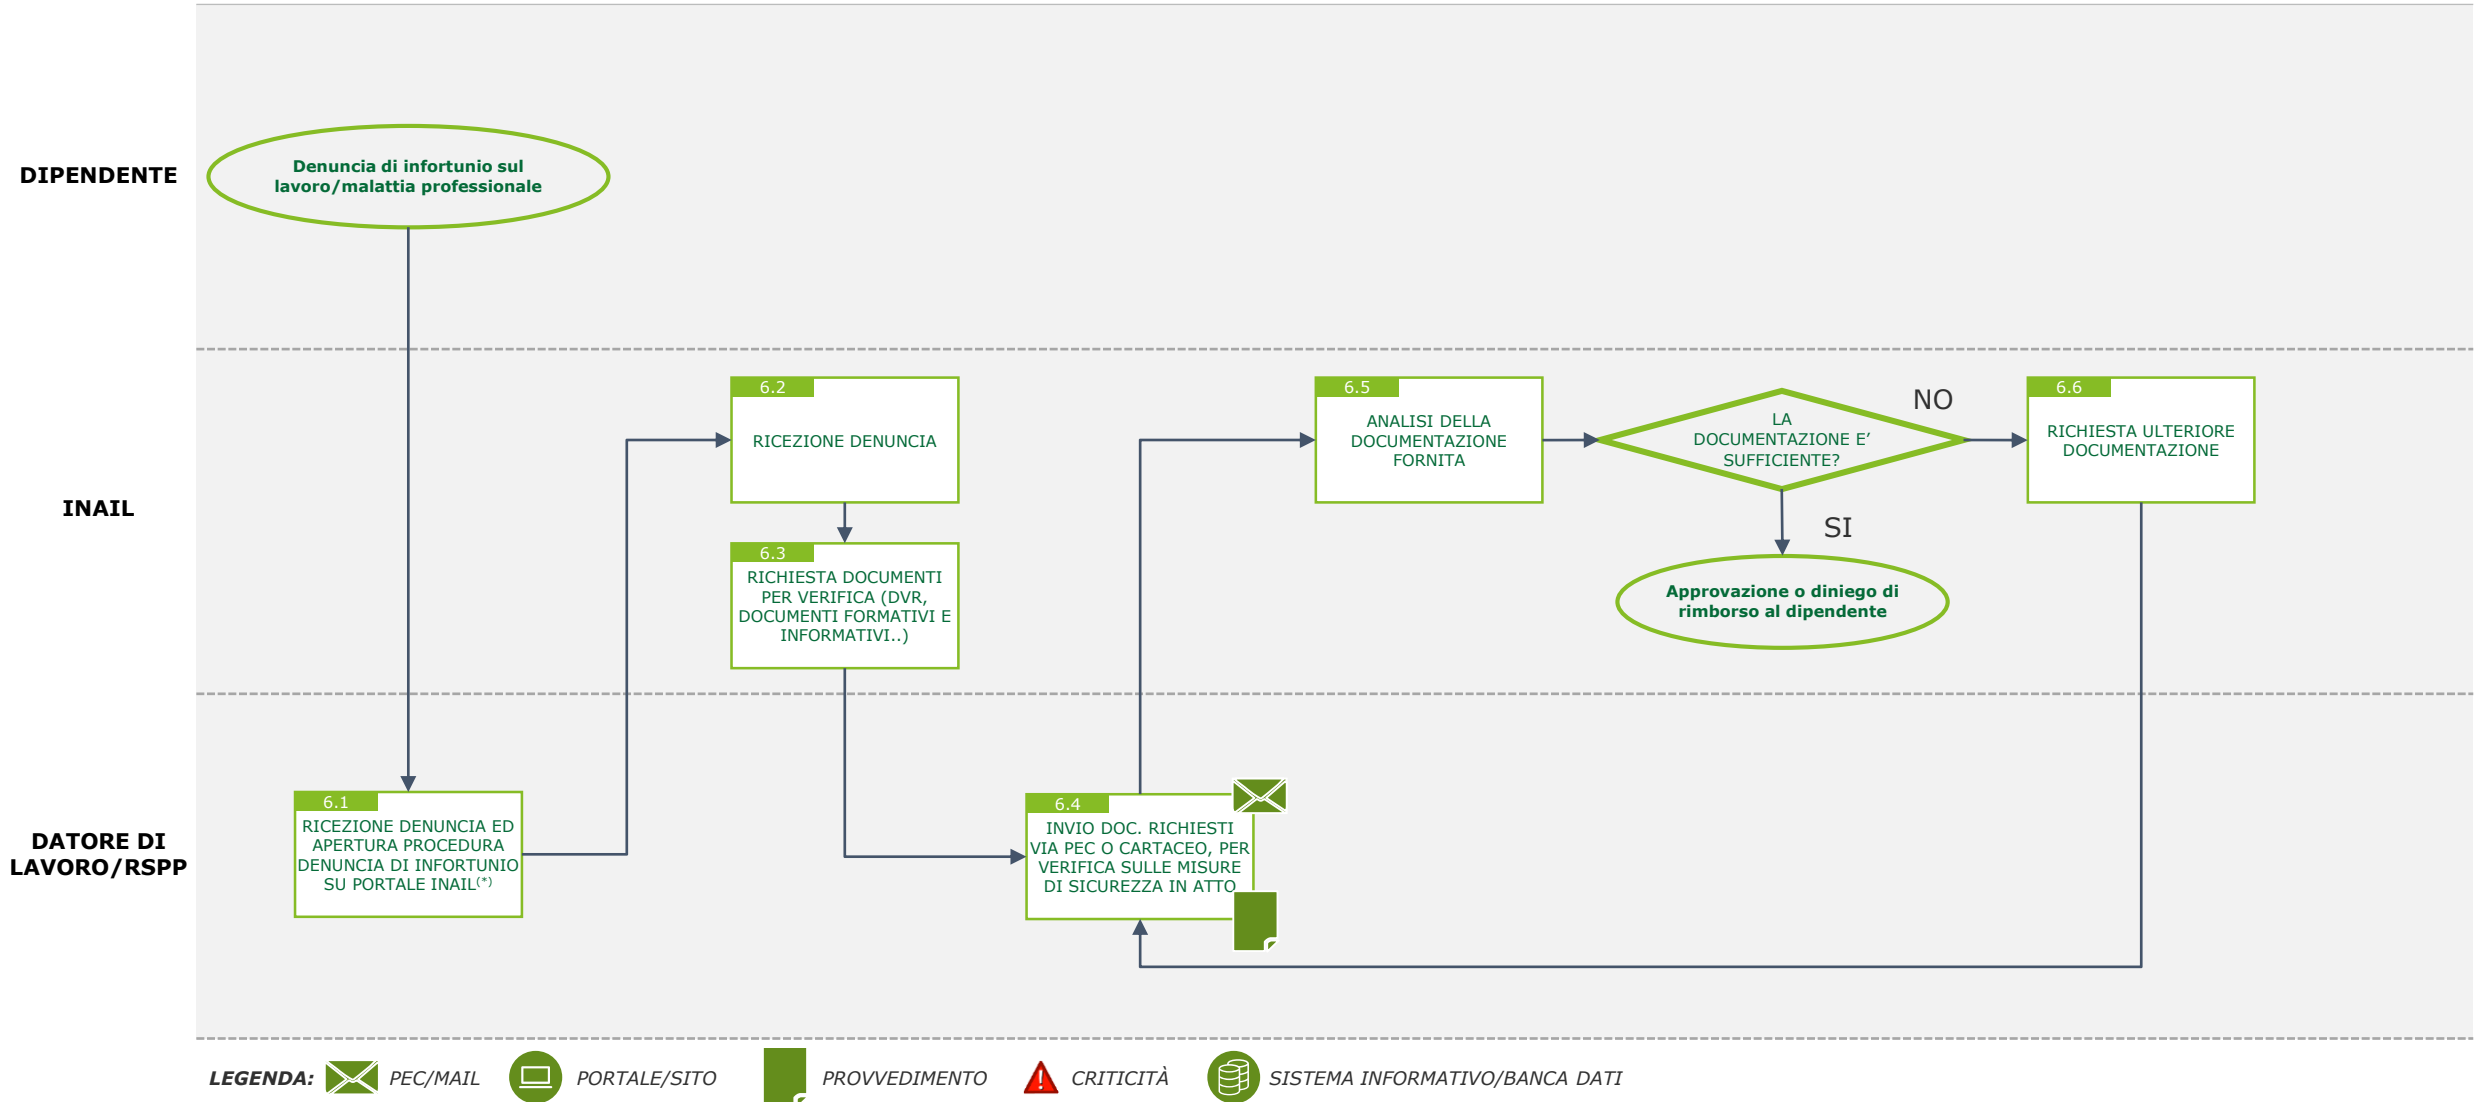 DIPENDENTE
Denuncia di infortunio sul
lavoro/malattia professionale
INAIL
6.2
RICEZIONE DENUNCIA
6.3
RICHIESTA DOCUMENTI
PER VERIFICA (DVR,
DOCUMENTI FORMATIVI E
INFORMATIVI..)
6.5
ANALISI DELLA
DOCUMENTAZIONE
FORNITA
LA
DOCUMENTAZIONE E’
SUFFICIENTE?
NO
SI
6.6
RICHIESTA ULTERIORE
DOCUMENTAZIONE
Approvazione o diniego di
rimborso al dipendente
DATORE DI
LAVORO/RSPP
6.1
RICEZIONE DENUNCIA ED
APERTURA PROCEDURA
DENUNCIA DI INFORTUNIO
SU PORTALE INAIL(*)
6.4
INVIO DOC. RICHIESTI
VIA PEC O CARTACEO, PER
VERIFICA SULLE MISURE
DI SICUREZZA IN ATTO
LEGENDA: PEC/MAIL PORTALE/SITO PROVVEDIMENTO CRITICITÀ SISTEMA INFORMATIVO/BANCA DATI